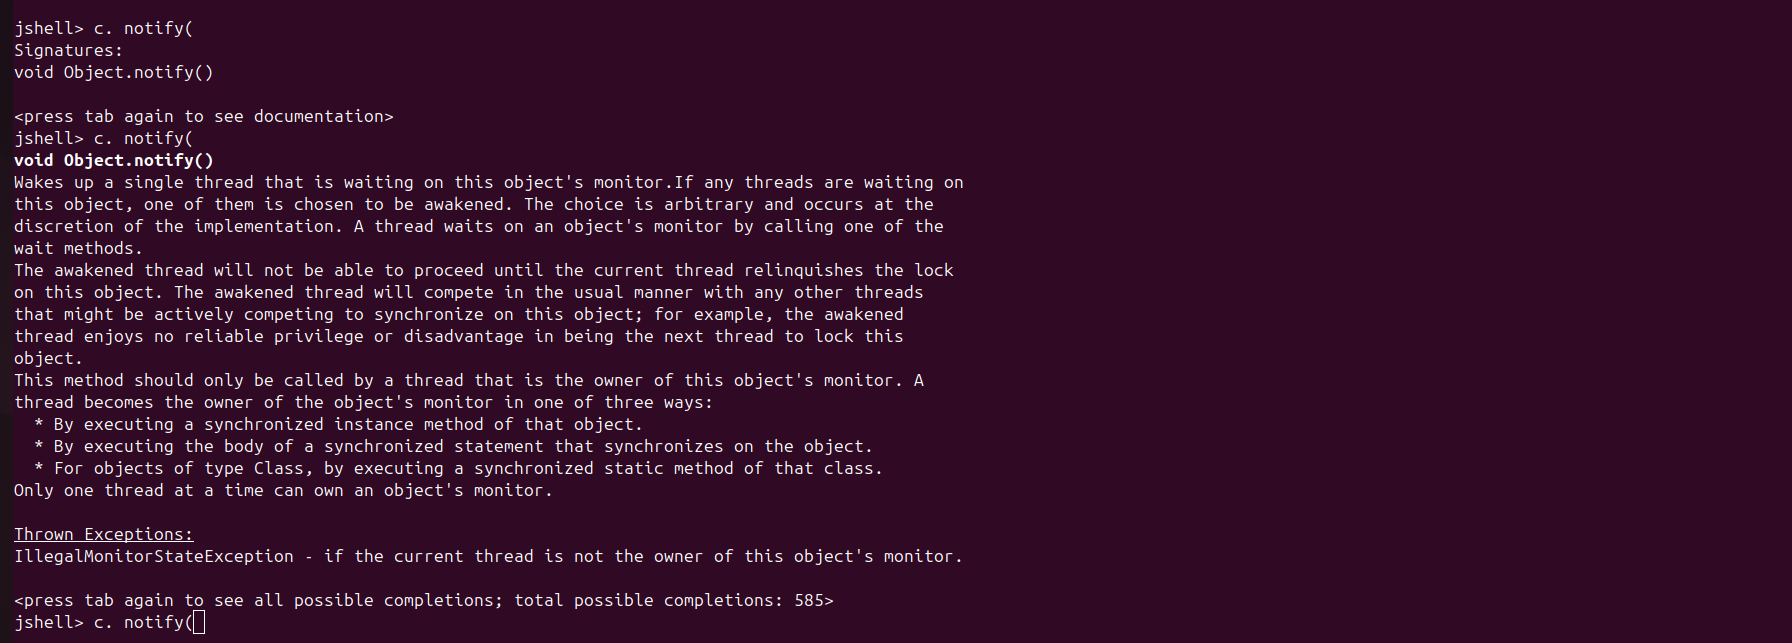 jshell> c. notify(
Signatures:
void Object.notify()
<press tab again to see documentation>
jshell> c. notify(
void Object.notify()
Wakes up a single thread that is waiting on this object's monitor.If any threads are waiting on
this object, one of them is chosen to be awakened. The choice is arbitrary and occurs at the
discretion of the implementation. A thread waits on an object's monitor by calling one of the
wait methods.
The awakened thread will not be able to proceed until the current thread relinquishes the lock
on this object. The awakened thread will compete in the usual manner with any other threads
that might be actively competing to synchronize on this object; for example, the awakened
thread enjoys no reliable privilege or disadvantage in being the next thread to lock this
object.
This method should only be called by a thread that is the owner of this object's monitor. A
thread becomes the owner of the object's monitor in one of three ways:
  * By executing a synchronized instance method of that object.
  * By executing the body of a synchronized statement that synchronizes on the object.
  * For objects of type Class, by executing a synchronized static method of that class.
Only one thread at a time can own an object's monitor.
Thrown Exceptions:
IllegalMonitorStateException - if the current thread is not the owner of this object's monitor.
<press tab again to see all possible completions; total possible completions: 585>
jshell> c. notify(